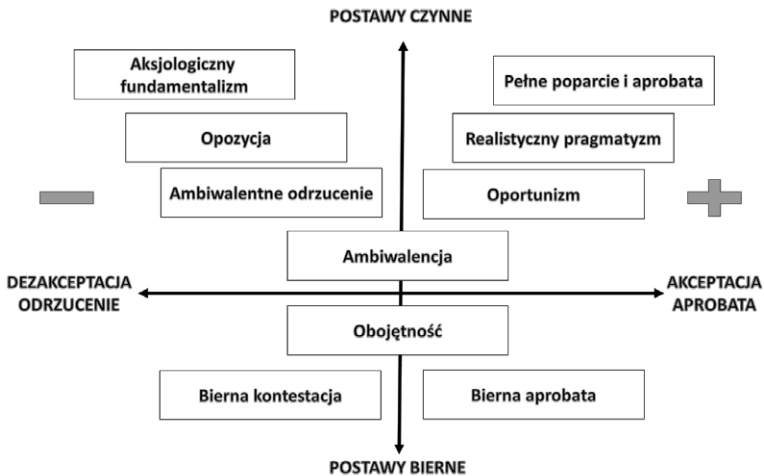 POSTAWY CZYNNE
Aksjologiczny
fundamentalizm
Pełne poparcie i aprobata
Opozycja
Realistyczny pragmatyzm
Ambiwalentne odrzucenie
Oportunizm
Ambiwalencja
DEZAKCEPTACJA
ODRZUCENIE
AKCEPTACJA
APROBATA
Obojętność
Bierna kontestacja
Bierna aprobata
POSTAWY BIERNE